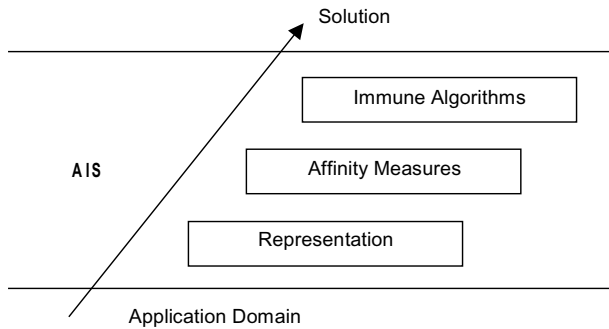 Solution
Immune Algorithms
AIS
Affinity Measures
Representation
Application Domain